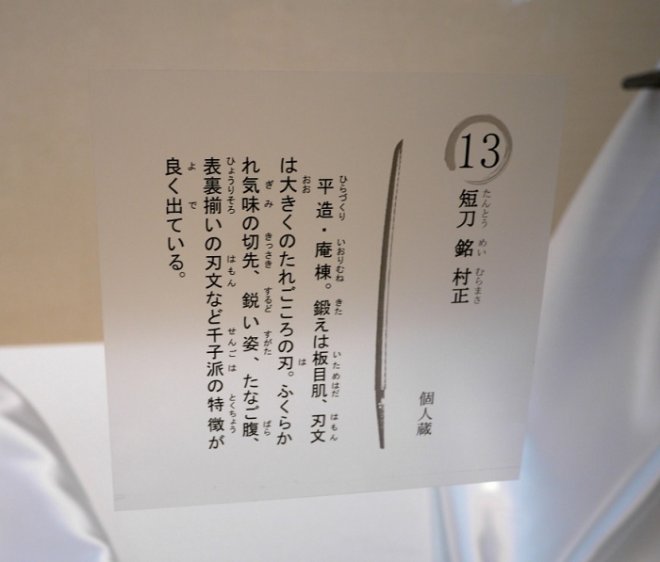 13
短刀 銘 村正
個人蔵
平造・庵棟。鍛えは板目肌、刃文
は大きくのたれごころの刃。ふくらか
れ気味の切先、鋭い姿、たなご腹、
表裏揃いの刃文など千子派の特徴が
良く出ている。